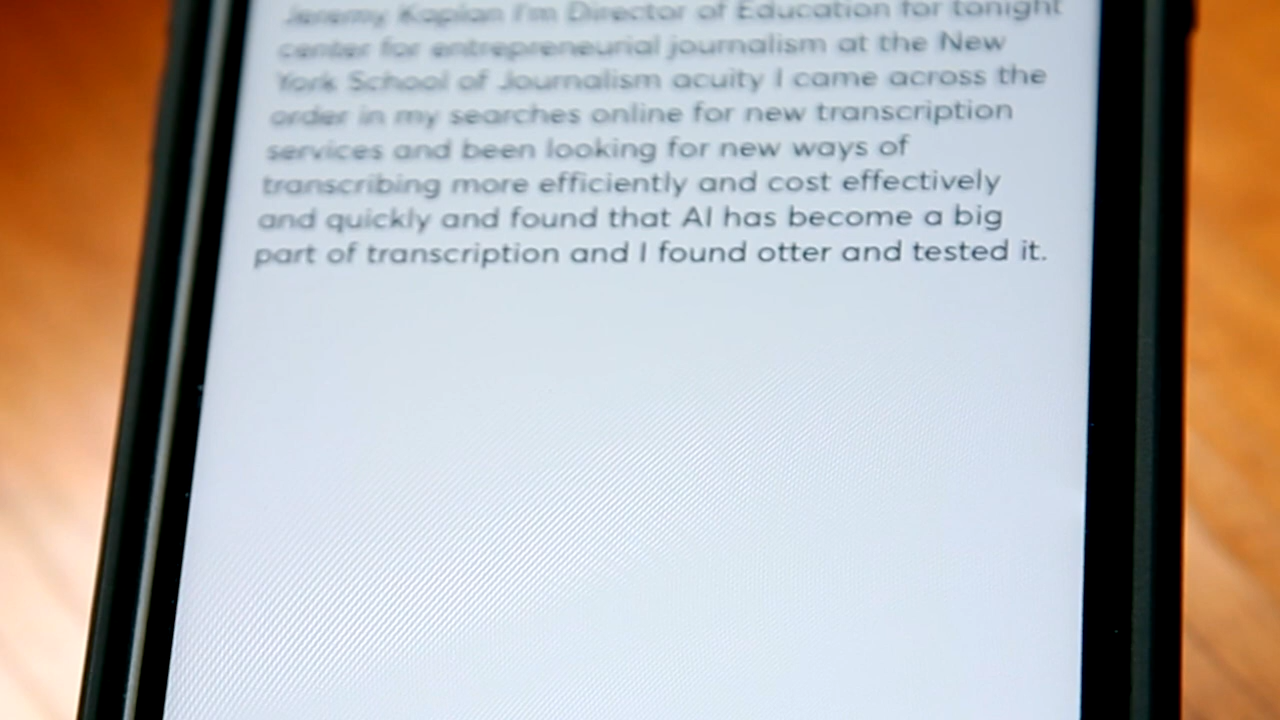 Jeremy Kaplan I'm Director of Education for tonight
center for entrepreneurial journalism at the New
York School of Journalism acuity I came across the
order in my searches online for new transcription
services and been looking for new ways of
transcribing more efficiently and cost effectively
and quickly and found that AI has become a big
part of transcription and I found otter and tested it.